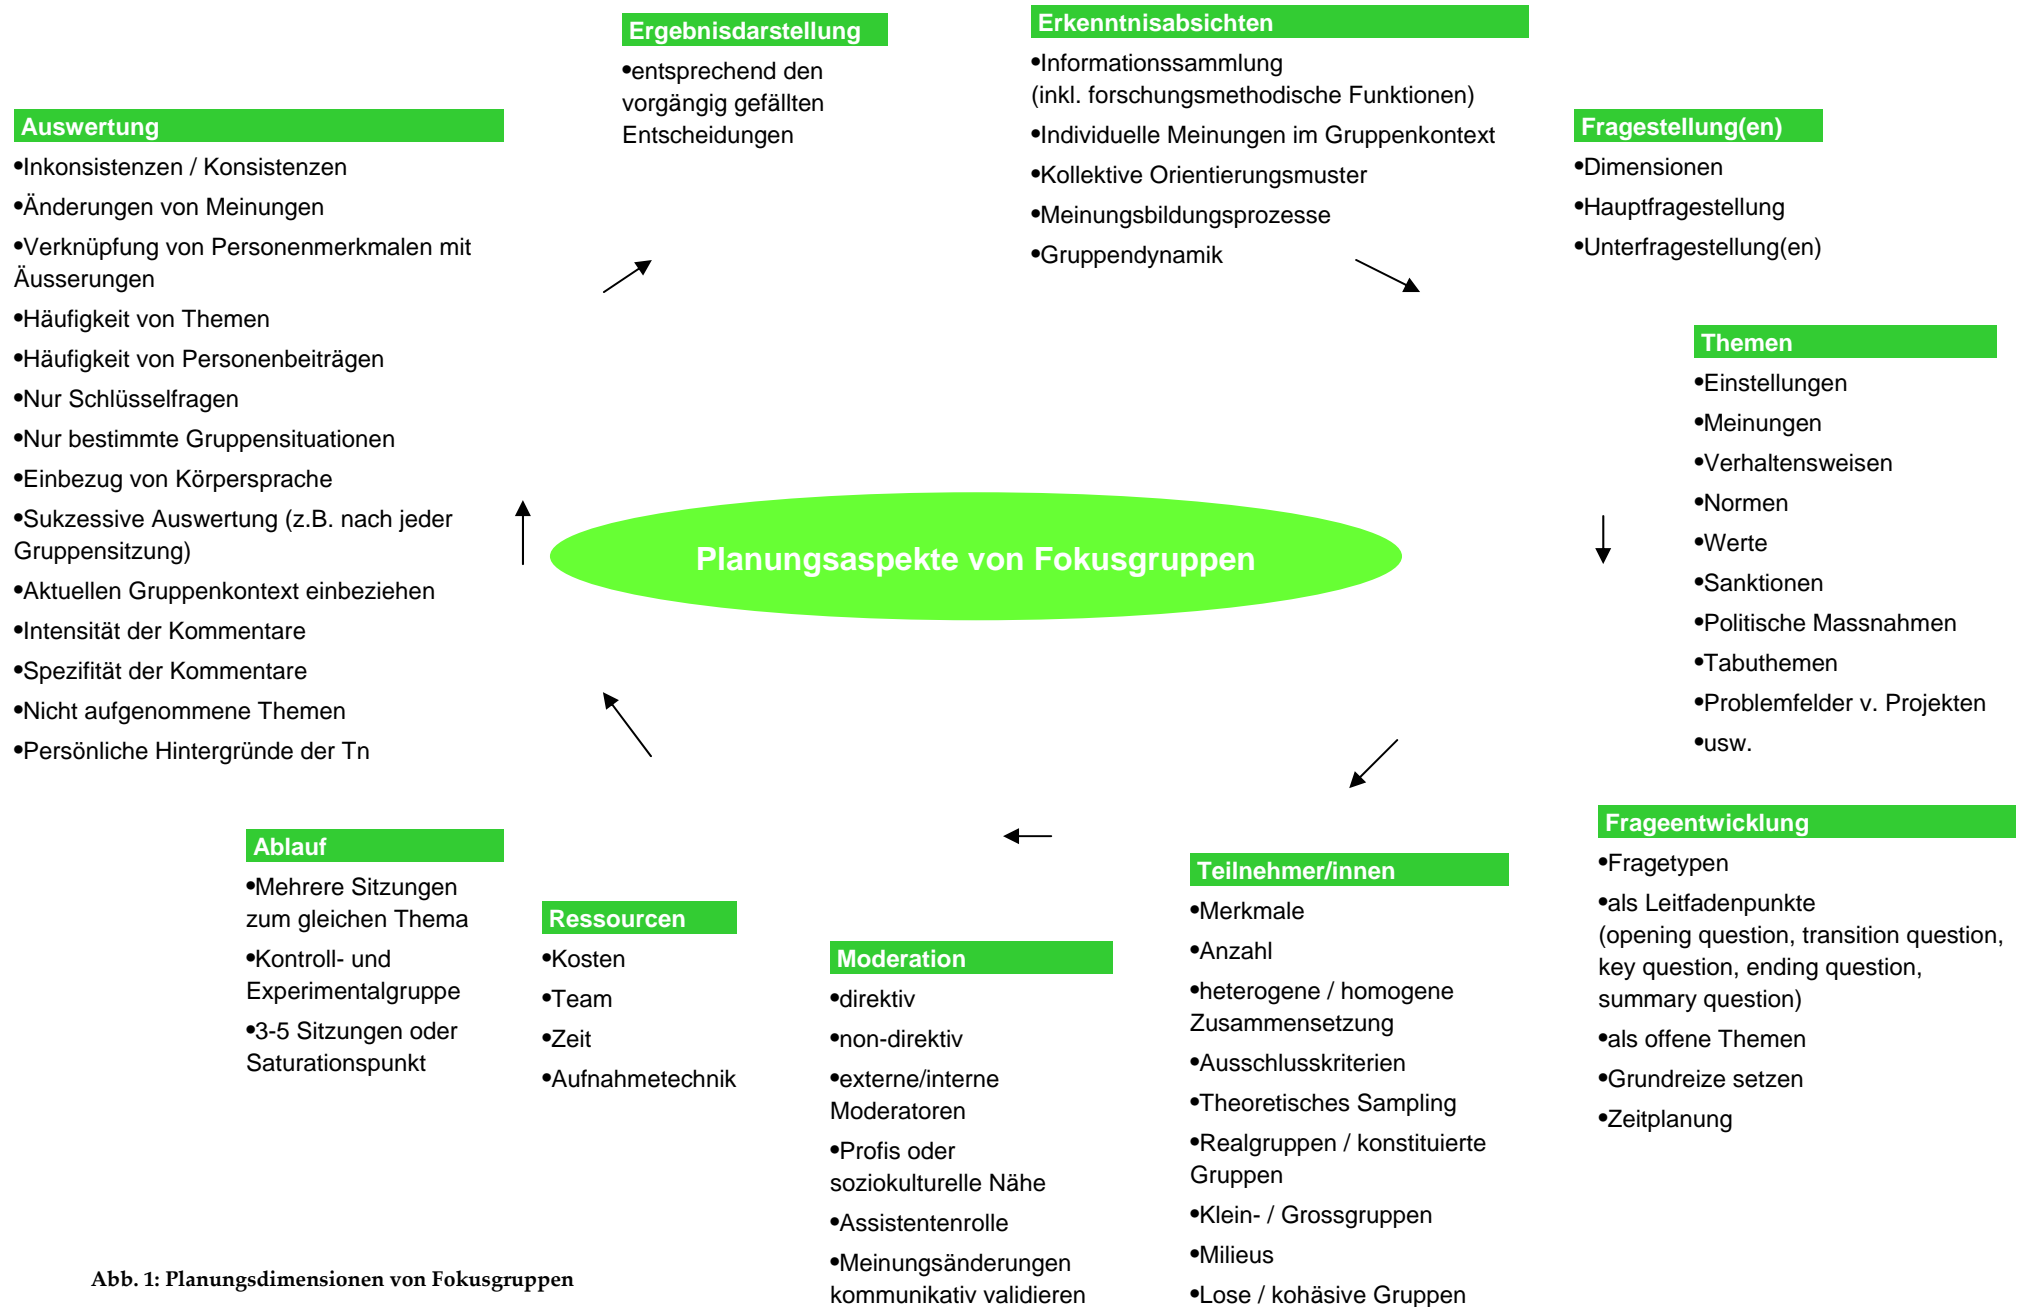 Ergebnisdarstellung
•entsprechend den
vorgängig gefällten
Entscheidungen
Erkenntnisabsichten
•Informationssammlung
(inkl. forschungsmethodische Funktionen)
•Individuelle Meinungen im Gruppenkontext
•Kollektive Orientierungsmuster
•Meinungsbildungsprozesse
•Gruppendynamik
Fragestellung(en)
•Dimensionen
•Hauptfragestellung
•Unterfragestellung(en)
Themen
•Einstellungen
•Meinungen
•Verhaltensweisen
•Normen
•Werte
•Sanktionen
•Politische Massnahmen
•Tabuthemen
•Problemfelder v. Projekten
•usw.
Auswertung
•Inkonsistenzen / Konsistenzen
•Änderungen von Meinungen
•Verknüpfung von Personenmerkmalen mit
Äusserungen
•Häufigkeit von Themen
•Häufigkeit von Personenbeiträgen
•Nur Schlüsselfragen
•Nur bestimmte Gruppensituationen
•Einbezug von Körpersprache
•Sukzessive Auswertung (z.B. nach jeder
Gruppensitzung)
•Aktuellen Gruppenkontext einbeziehen
•Intensität der Kommentare
•Spezifität der Kommentare
•Nicht aufgenommene Themen
•Persönliche Hintergründe der Tn
Planungsaspekte von Fokusgruppen
Ablauf
•Mehrere Sitzungen
zum gleichen Thema
•Kontroll- und
Experimentalgruppe
•3-5 Sitzungen oder
Saturationspunkt
Ressourcen
•Kosten
•Team
•Zeit
•Aufnahmetechnik
Moderation
•direktiv
•non-direktiv
•externe/interne
Moderatoren
•Profis oder
soziokulturelle Nähe
•Assistentenrolle
•Meinungsänderungen
kommunikativ validieren
Teilnehmer/innen
•Merkmale
•Anzahl
•heterogene / homogene
Zusammensetzung
•Ausschlusskriterien
•Theoretisches Sampling
•Realgruppen / konstituierte
Gruppen
•Klein- / Grossgruppen
•Milieus
•Lose / kohäsive Gruppen
Frageentwicklung
•Fragetypen
•als Leitfadenpunkte
(opening question, transition question,
key question, ending question,
summary question)
•als offene Themen
•Grundreize setzen
•Zeitplanung
Abb. 1: Planungsdimensionen von Fokusgruppen